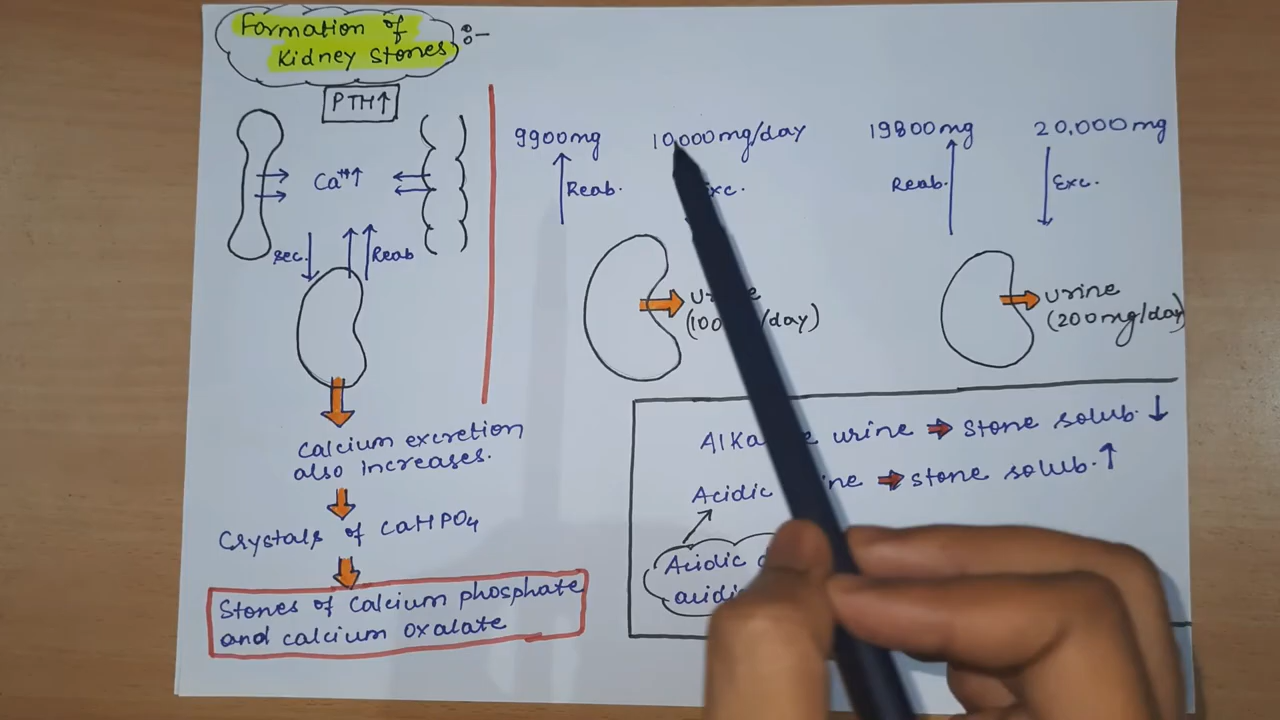 Formation of
Kidney Stones :-
PTH↑
Ca⁺⁺↑
sec.
Reab
Calcium excretion
also increases.
Crystals of CaHPO₄
Stones of Calcium phosphate
and calcium oxalate
9900mg
10,000mg/day
Reab.
urine
/day)
19800mg
20,000mg
Reab.
Exc.
urine
(200mg/day)
urine → Stone solub. ↓
Acidic → stone solub. ↑
Acidic